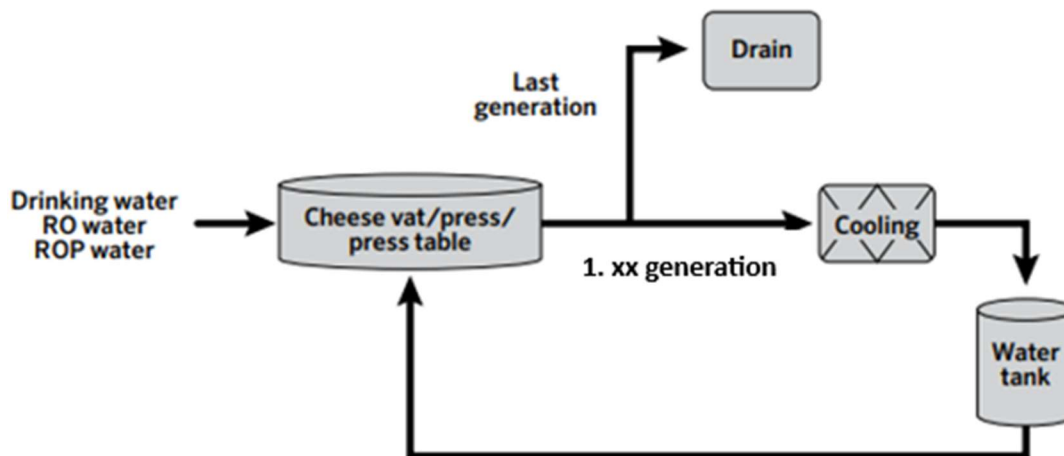 Drain
Last
generation
Drinking water
RO water
ROP water
Cheese vat/press/
press table
Cooling
1. xx generation
Water
tank